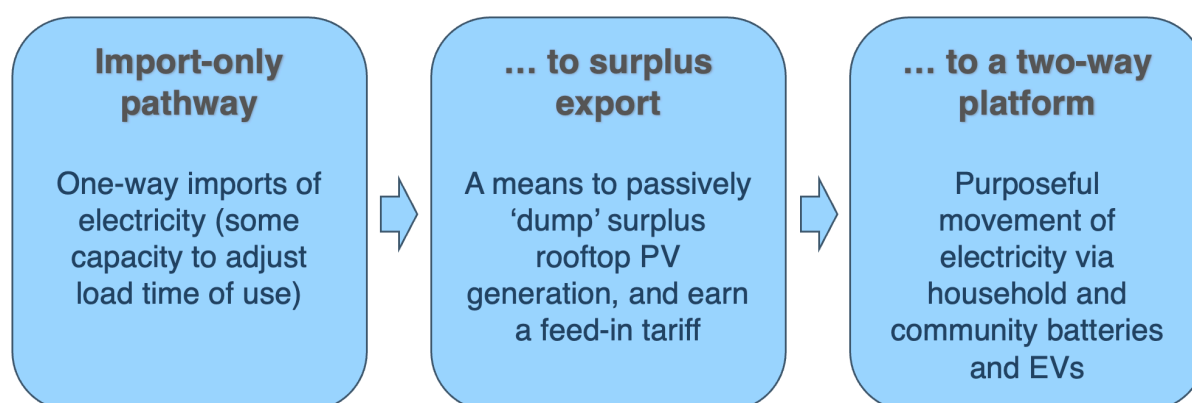 Import-only
pathway
One-way imports of
electricity (some
capacity to adjust
load time of use)
... to surplus
export
A means to passively
‘dump’ surplus
rooftop PV
generation, and earn
a feed-in tariff
... to a two-way
platform
Purposeful
movement of
electricity via
household and
community batteries
and EVs